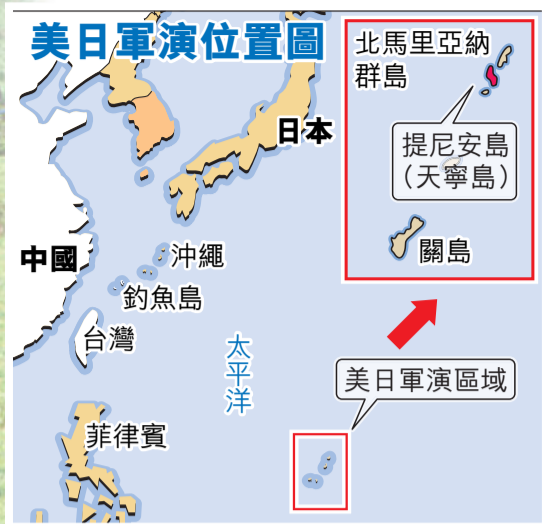 美日軍演位置圖
北馬里亞納
群島
提尼安島
（天寧島）
關島
日本
中國
沖繩
釣魚島
台灣
太平洋
美日軍演區域
菲律賓